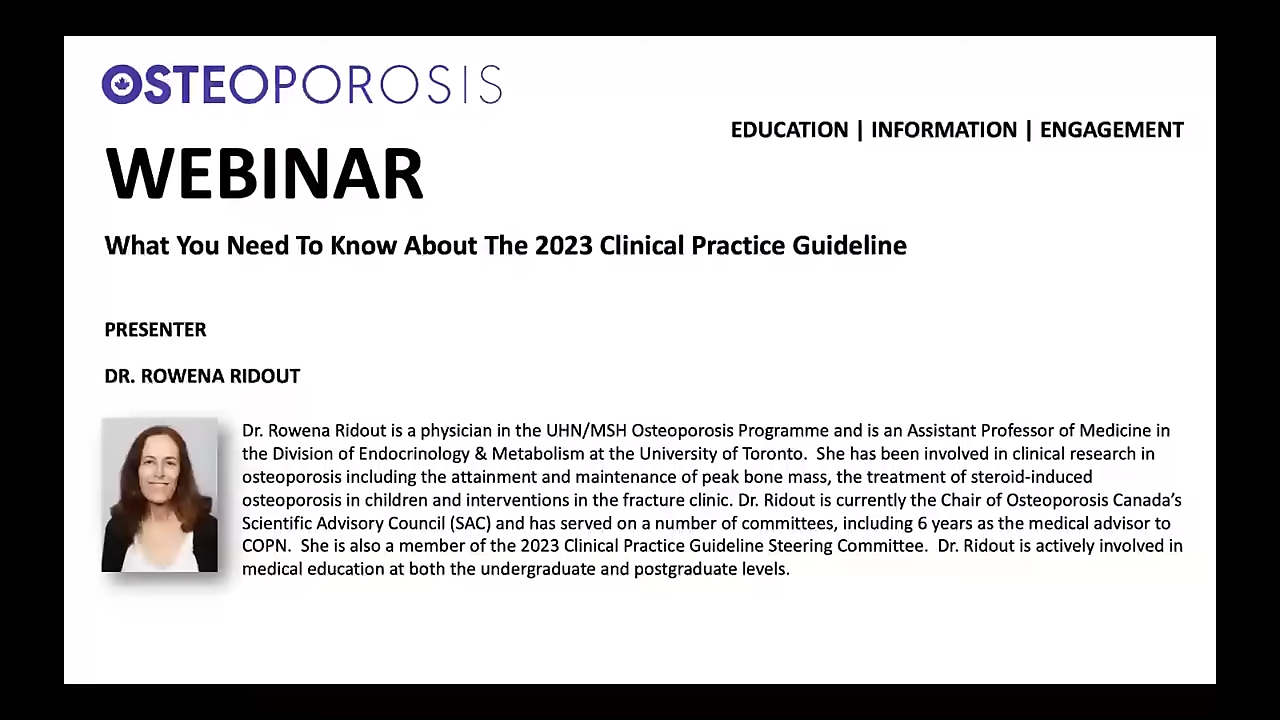 OSTEOPOROSIS
EDUCATION | INFORMATION | ENGAGEMENT
WEBINAR
What You Need To Know About The 2023 Clinical Practice Guideline
PRESENTER
DR. ROWENA RIDOUT
Dr. Rowena Ridout is a physician in the UHN/MSH Osteoporosis Programme and is an Assistant Professor of Medicine in
the Division of Endocrinology & Metabolism at the University of Toronto.  She has been involved in clinical research in
osteoporosis including the attainment and maintenance of peak bone mass, the treatment of steroid-induced
osteoporosis in children and interventions in the fracture clinic. Dr. Ridout is currently the Chair of Osteoporosis Canada’s
Scientific Advisory Council (SAC) and has served on a number of committees, including 6 years as the medical advisor to
COPN.  She is also a member of the 2023 Clinical Practice Guideline Steering Committee.  Dr. Ridout is actively involved in
medical education at both the undergraduate and postgraduate levels.